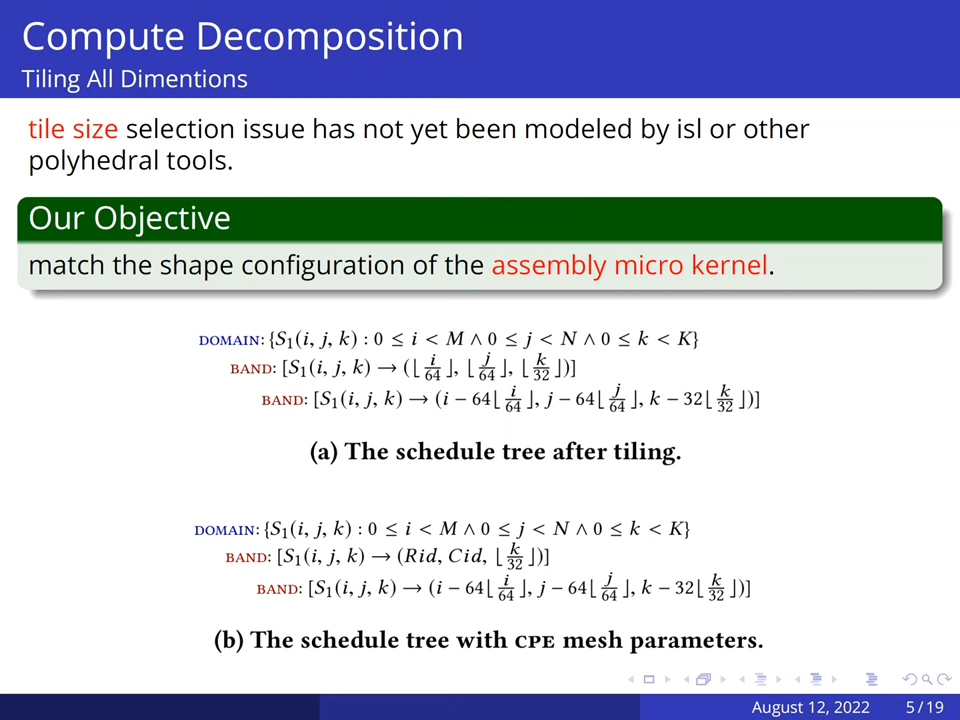 Compute Decomposition
Tiling All Dimentions
tile size selection issue has not yet been modeled by isl or other
polyhedral tools.
Our Objective
match the shape configuration of the assembly micro kernel.
DOMAIN: {S₁(i, j, k) : 0 ≤ i < M ∧ 0 ≤ j < N ∧ 0 ≤ k < K}
BAND: [S₁(i, j, k) → (⌊i/64⌋, ⌊j/64⌋, ⌊k/32⌋)]
BAND: [S₁(i, j, k) → (i − 64⌊i/64⌋, j − 64⌊j/64⌋, k − 32⌊k/32⌋)]
(a) The schedule tree after tiling.
DOMAIN: {S₁(i, j, k) : 0 ≤ i < M ∧ 0 ≤ j < N ∧ 0 ≤ k < K}
BAND: [S₁(i, j, k) → (Rid, Cid, ⌊k/32⌋)]
BAND: [S₁(i, j, k) → (i − 64⌊i/64⌋, j − 64⌊j/64⌋, k − 32⌊k/32⌋)]
(b) The schedule tree with CPE mesh parameters.
August 12, 2022 5 / 19